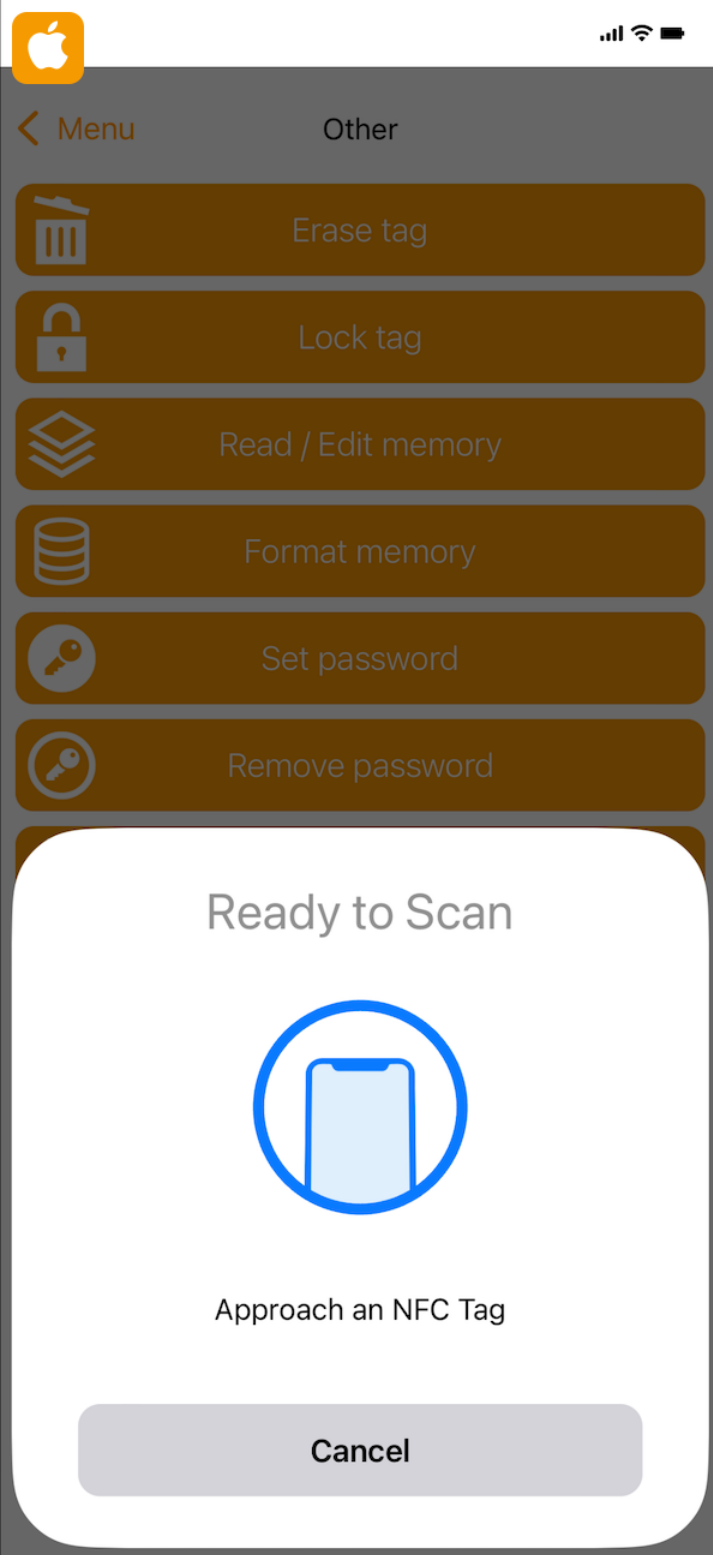 Menu
Other
Erase tag
Lock tag
Read / Edit memory
Format memory
Set password
Remove password
Ready to Scan
Approach an NFC Tag
Cancel